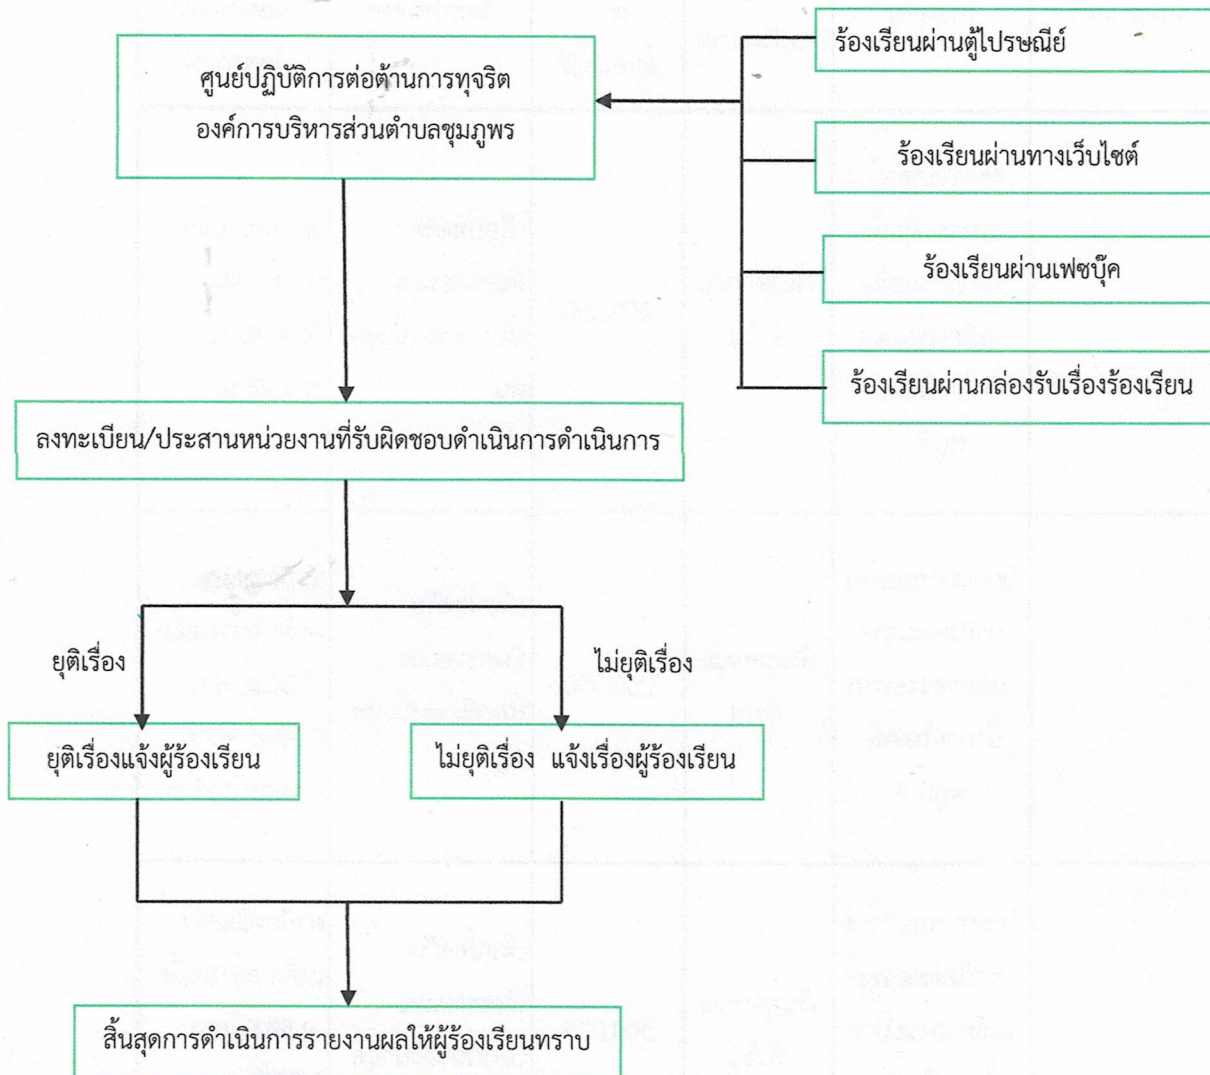 ร้องเรียนผ่านตู้ไปรษณีย์
ศูนย์ปฏิบัติการต่อต้านการทุจริต
องค์การบริหารส่วนตำบลชุมภูพร
ร้องเรียนผ่านทางเว็บไซต์
ร้องเรียนผ่านเฟซบุ๊ค
ร้องเรียนผ่านกล่องรับเรื่องร้องเรียน
ลงทะเบียน/ประสานหน่วยงานที่รับผิดชอบดำเนินการดำเนินการ
ยุติเรื่อง
ไม่ยุติเรื่อง
ยุติเรื่องแจ้งผู้ร้องเรียน
ไม่ยุติเรื่อง แจ้งเรื่องผู้ร้องเรียน
สิ้นสุดการดำเนินการรายงานผลให้ผู้ร้องเรียนทราบ